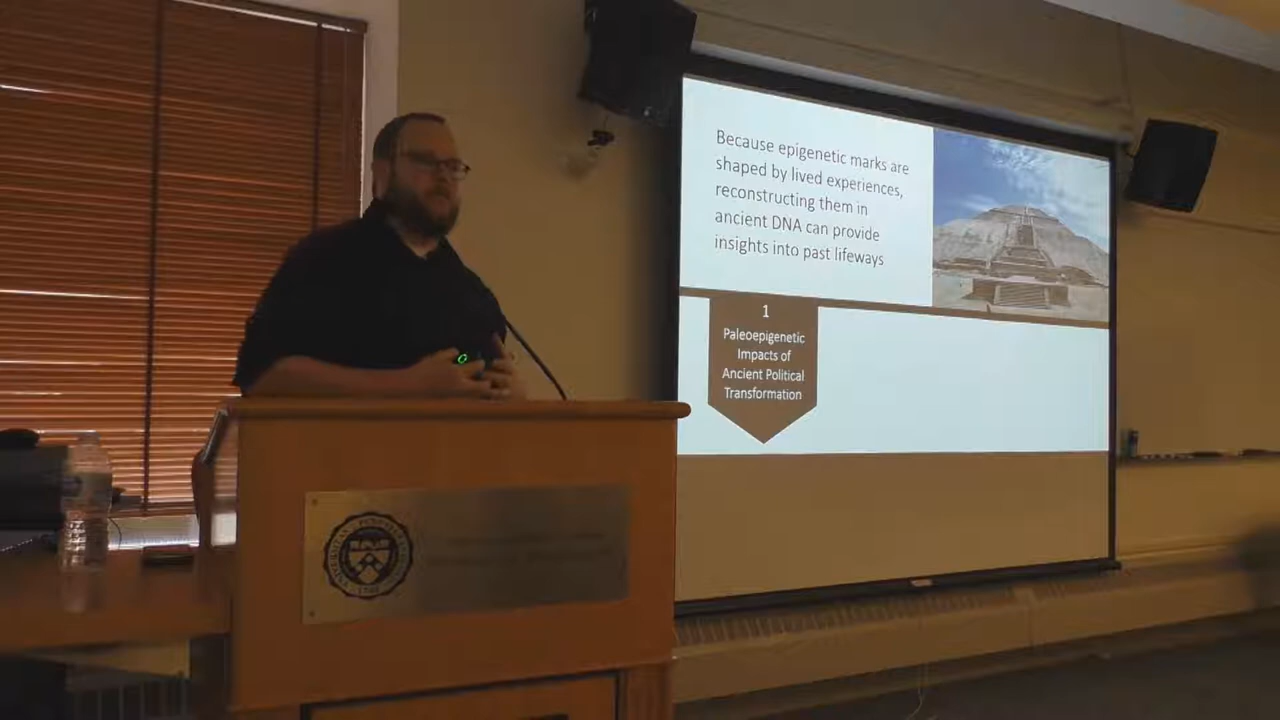 Because epigenetic marks are
shaped by lived experiences,
reconstructing them in
ancient DNA can provide
insights into past lifeways
1
Paleoepigenetic
Impacts of
Ancient Political
Transformation